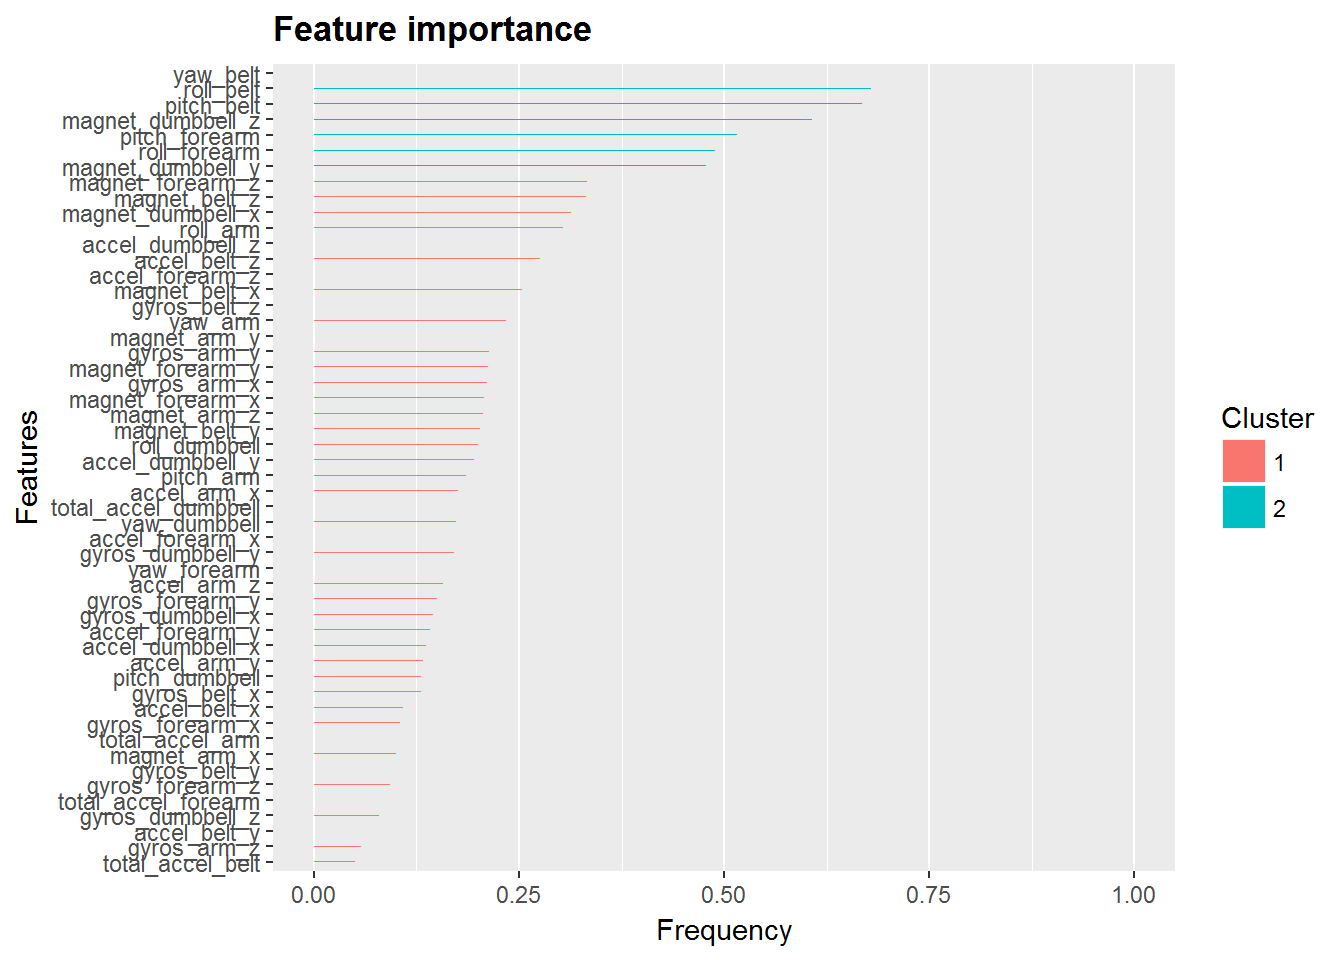 Feature importance
yaw_belt
roll_belt
pitch_belt
magnet_dumbbell_z
pitch_forearm
roll_forearm
magnet_dumbbell_y
magnet_forearm_z
magnet_belt_z
magnet_dumbbell_x
roll_arm
accel_dumbbell_z
accel_belt_z
accel_forearm_z
magnet_belt_x
gyros_belt_z
yaw_arm
magnet_arm_y
gyros_arm_y
magnet_forearm_y
gyros_arm_x
magnet_forearm_x
magnet_arm_z
magnet_belt_y
roll_dumbbell
accel_dumbbell_y
pitch_arm
accel_arm_x
total_accel_dumbbell
yaw_dumbbell
accel_forearm_x
gyros_dumbbell_y
yaw_forearm
accel_arm_z
gyros_forearm_y
gyros_dumbbell_x
accel_forearm_y
accel_dumbbell_x
accel_arm_y
pitch_dumbbell
gyros_belt_x
accel_belt_x
gyros_forearm_x
total_accel_arm
magnet_arm_x
gyros_belt_y
gyros_forearm_z
total_accel_forearm
gyros_dumbbell_z
accel_belt_y
gyros_arm_z
total_accel_belt
Features
0.00 0.25 0.50 0.75 1.00
Frequency
Cluster
1
2